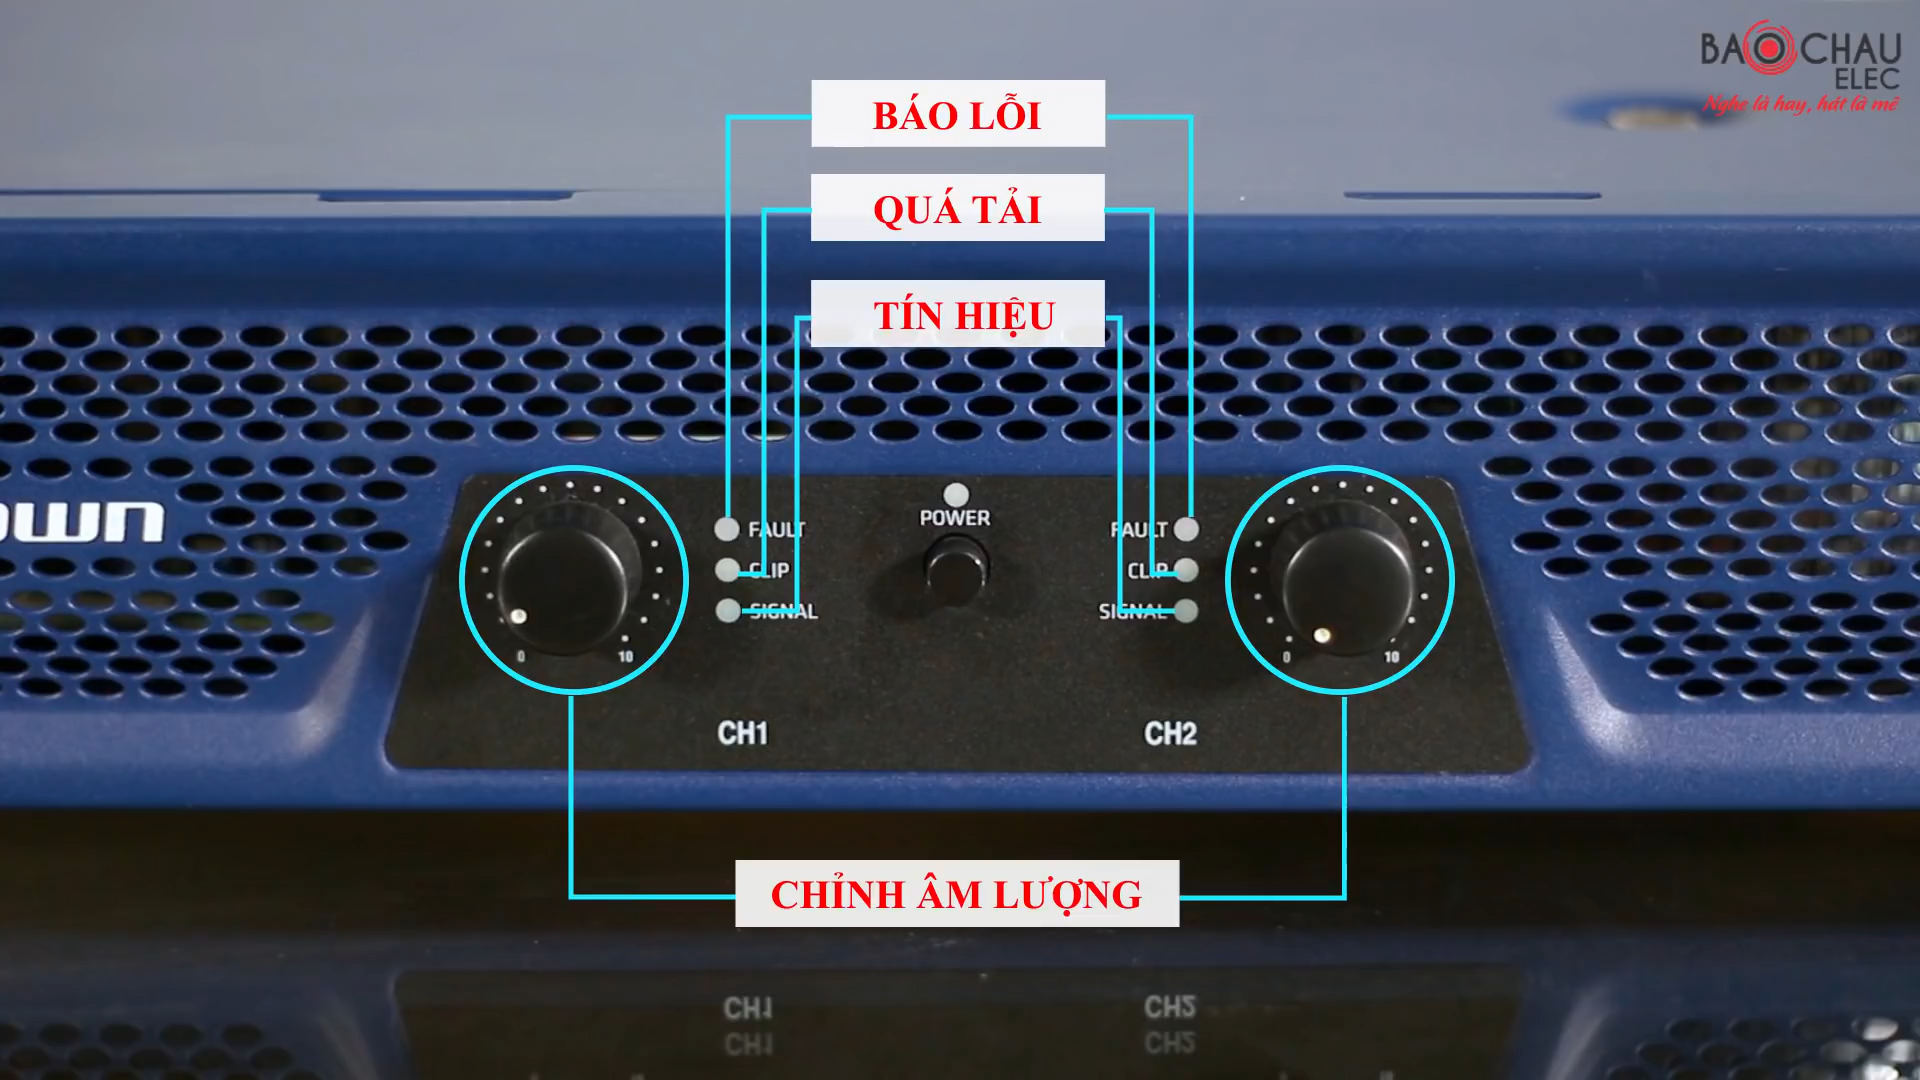 BAOCHAU
ELEC
Nghe là hay, hát là mê
BÁO LỖI
QUÁ TẢI
TÍN HIỆU
POWER
FAULT
FAULT
CLIP
CLIP
SIGNAL
SIGNAL
0
10
0
10
CH1
CH2
CHỈNH ÂM LƯỢNG